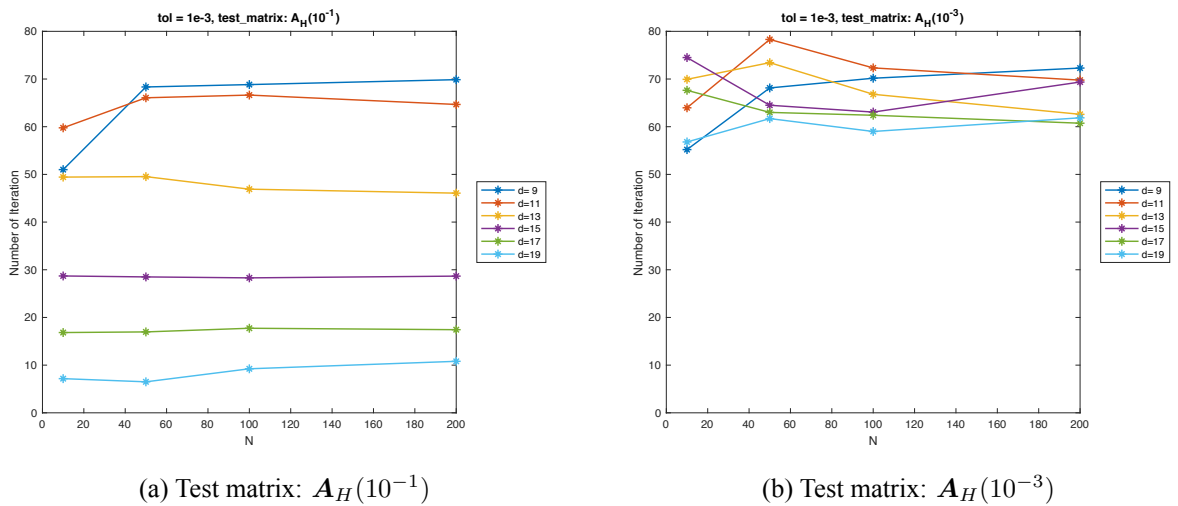 tol = 1e-3, test_matrix: A_H(10^-1)
80
70
60
50
40
30
20
10
0
Number of Iteration
0 20 40 60 80 100 120 140 160 180 200
N
d= 9
d=11
d=13
d=15
d=17
d=19
(a) Test matrix: A_H(10^−1)
tol = 1e-3, test_matrix: A_H(10^-3)
80
70
60
50
40
30
20
10
0
Number of Iteration
0 20 40 60 80 100 120 140 160 180 200
N
d= 9
d=11
d=13
d=15
d=17
d=19
(b) Test matrix: A_H(10^−3)